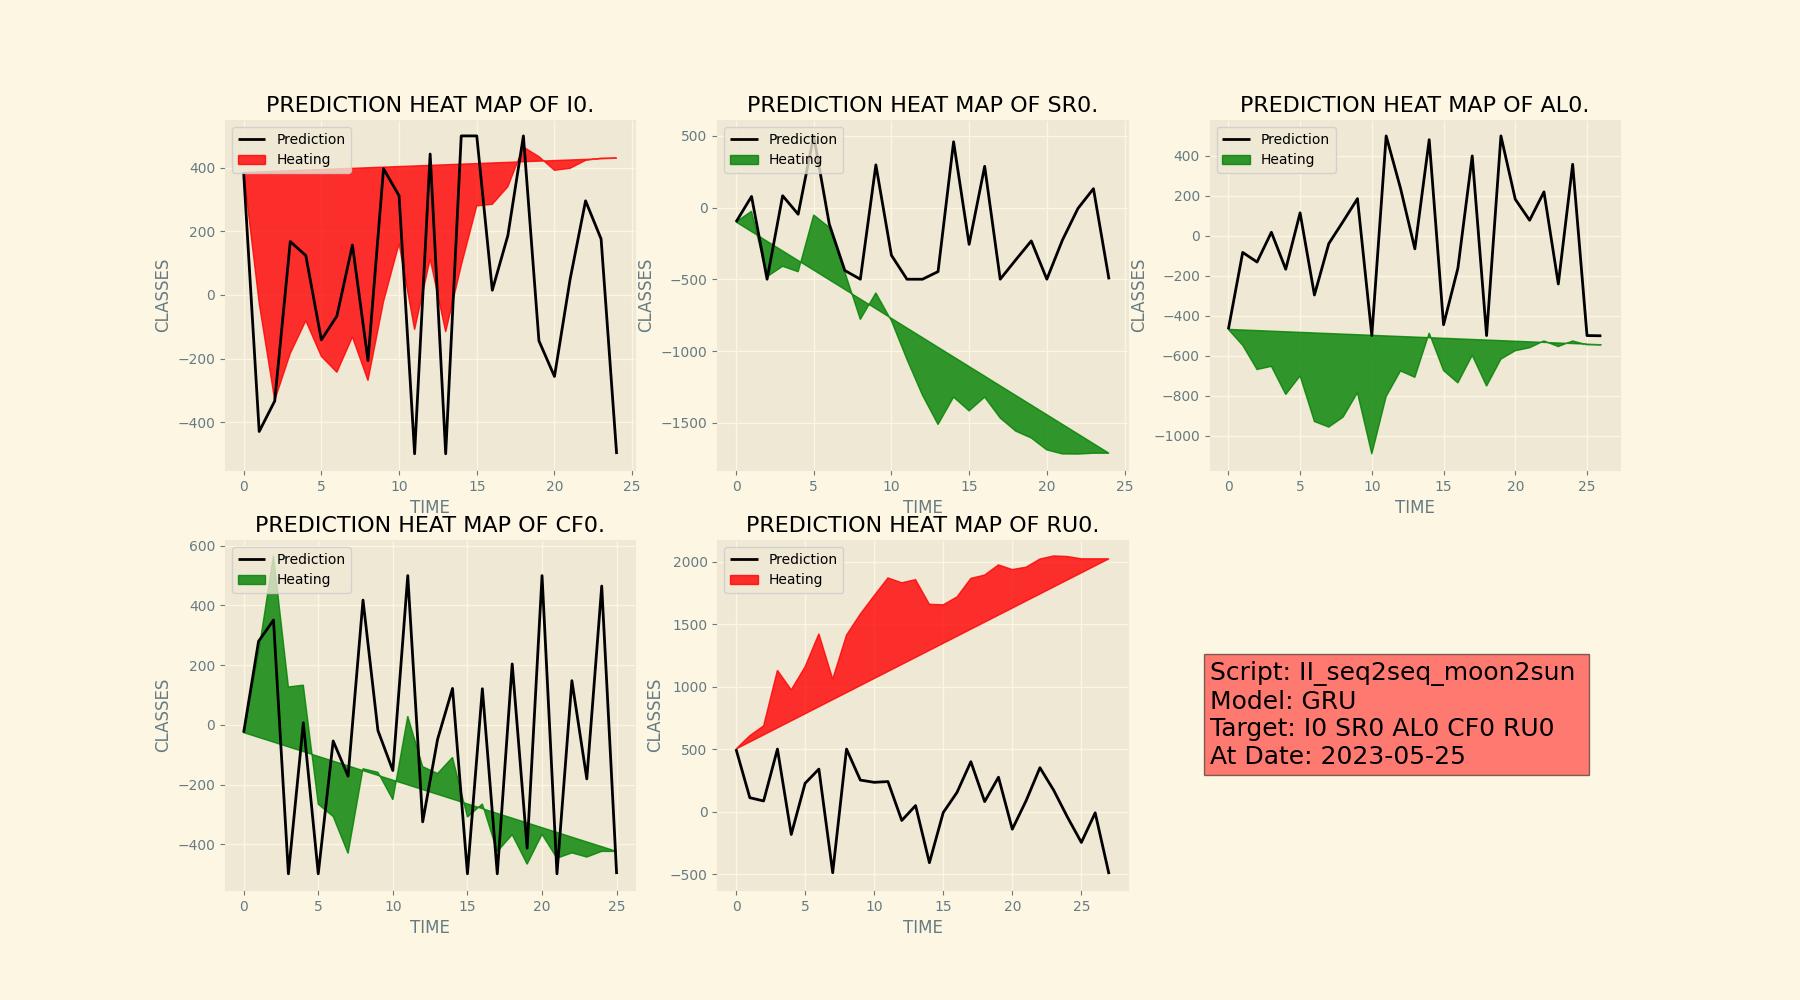 PREDICTION HEAT MAP OF I0.
Prediction
Heating
400
200
0
−200
−400
CLASSES
0 5 10 15 20 25
TIME
PREDICTION HEAT MAP OF SR0.
Prediction
Heating
500
0
−500
−1000
−1500
CLASSES
0 5 10 15 20 25
TIME
PREDICTION HEAT MAP OF AL0.
Prediction
Heating
400
200
0
−200
−400
−600
−800
−1000
CLASSES
0 5 10 15 20 25
TIME
PREDICTION HEAT MAP OF CF0.
Prediction
Heating
600
400
200
0
−200
−400
CLASSES
0 5 10 15 20 25
TIME
PREDICTION HEAT MAP OF RU0.
Prediction
Heating
2000
1500
1000
500
0
−500
CLASSES
0 5 10 15 20 25
TIME
Script: II_seq2seq_moon2sun
Model: GRU
Target: I0 SR0 AL0 CF0 RU0
At Date: 2023-05-25